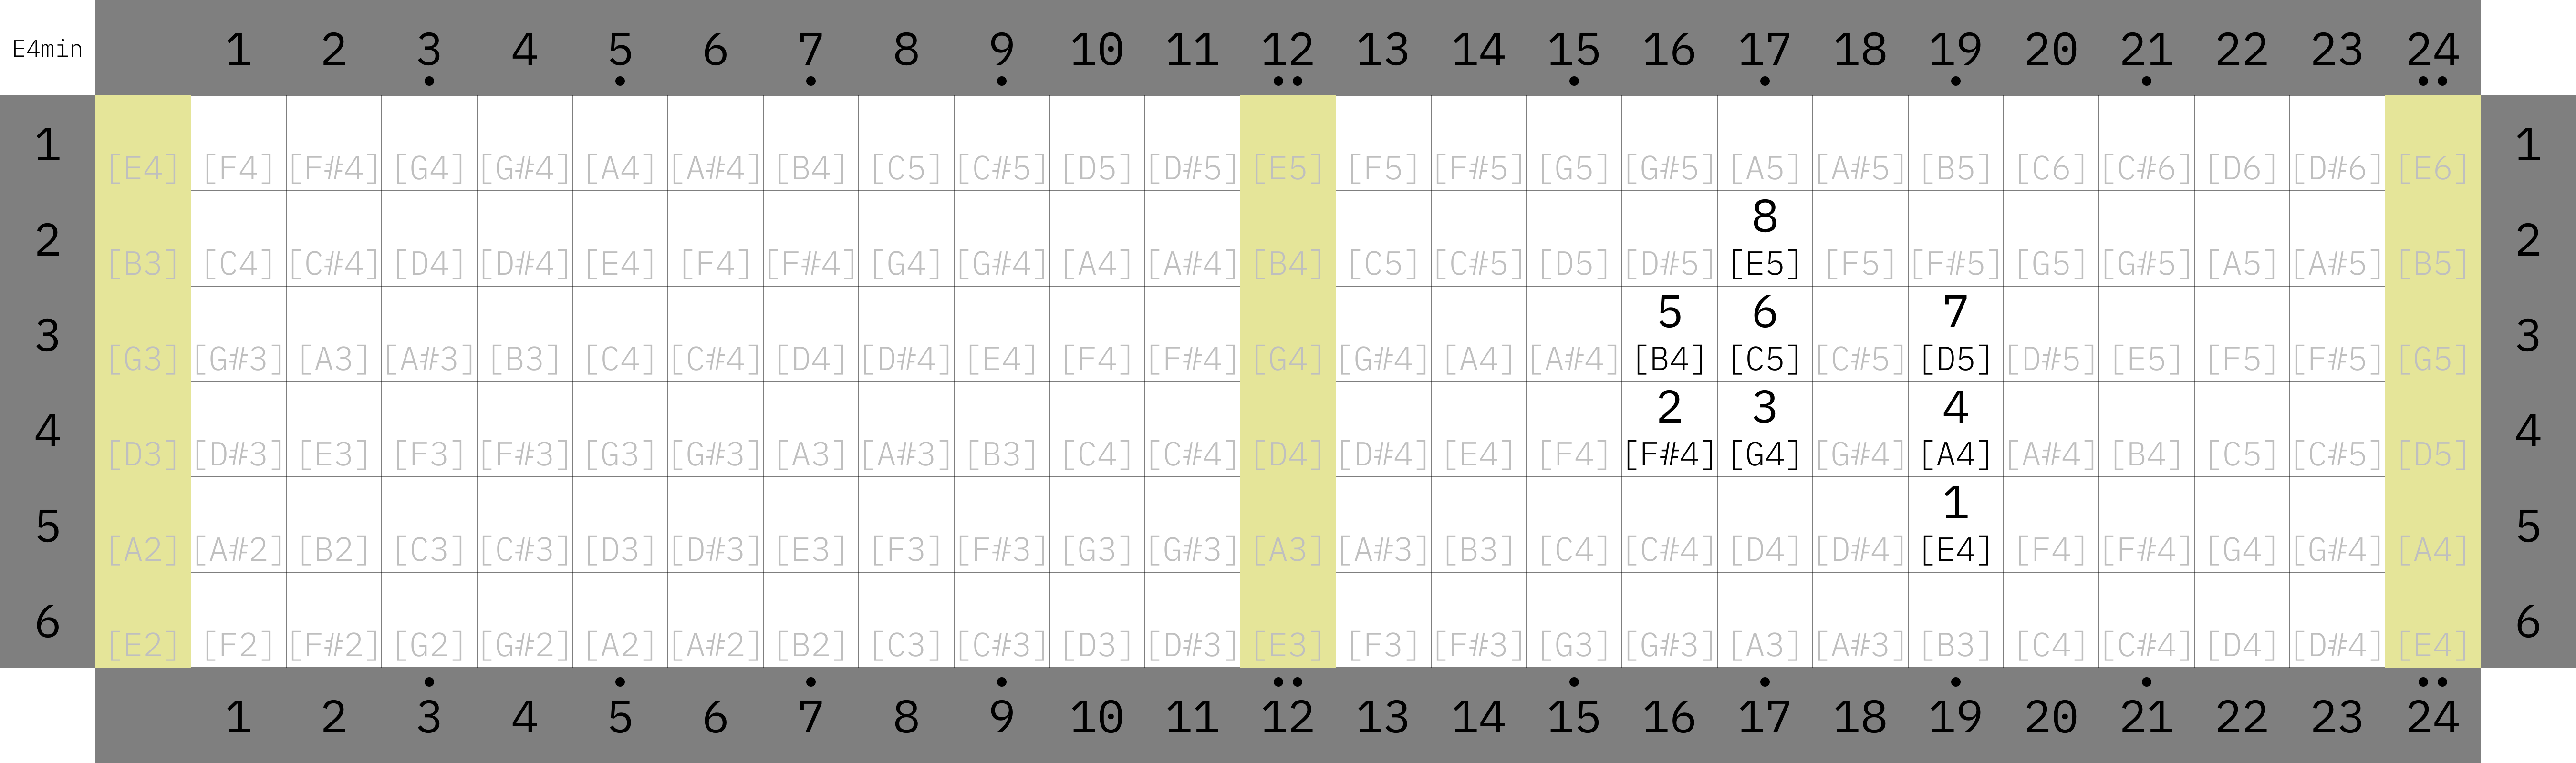 E4min 1 2 3 4 5 6 7 8 9 10 11 12 13 14 15 16 17 18 19 20 21 22 23 24
1 [E4] [F4] [F#4] [G4] [G#4] [A4] [A#4] [B4] [C5] [C#5] [D5] [D#5] [E5] [F5] [F#5] [G5] [G#5] [A5] [A#5] [B5] [C6] [C#6] [D6] [D#6] [E6] 1
8
2 [B3] [C4] [C#4] [D4] [D#4] [E4] [F4] [F#4] [G4] [G#4] [A4] [A#4] [B4] [C5] [C#5] [D5] [D#5] [E5] [F5] [F#5] [G5] [G#5] [A5] [A#5] [B5] 2
5 6 7
3 [G3] [G#3] [A3] [A#3] [B3] [C4] [C#4] [D4] [D#4] [E4] [F4] [F#4] [G4] [G#4] [A4] [A#4] [B4] [C5] [C#5] [D5] [D#5] [E5] [F5] [F#5] [G5] 3
2 3 4
4 [D3] [D#3] [E3] [F3] [F#3] [G3] [G#3] [A3] [A#3] [B3] [C4] [C#4] [D4] [D#4] [E4] [F4] [F#4] [G4] [G#4] [A4] [A#4] [B4] [C5] [C#5] [D5] 4
1
5 [A2] [A#2] [B2] [C3] [C#3] [D3] [D#3] [E3] [F3] [F#3] [G3] [G#3] [A3] [A#3] [B3] [C4] [C#4] [D4] [D#4] [E4] [F4] [F#4] [G4] [G#4] [A4] 5
6 [E2] [F2] [F#2] [G2] [G#2] [A2] [A#2] [B2] [C3] [C#3] [D3] [D#3] [E3] [F3] [F#3] [G3] [G#3] [A3] [A#3] [B3] [C4] [C#4] [D4] [D#4] [E4] 6
1 2 3 4 5 6 7 8 9 10 11 12 13 14 15 16 17 18 19 20 21 22 23 24